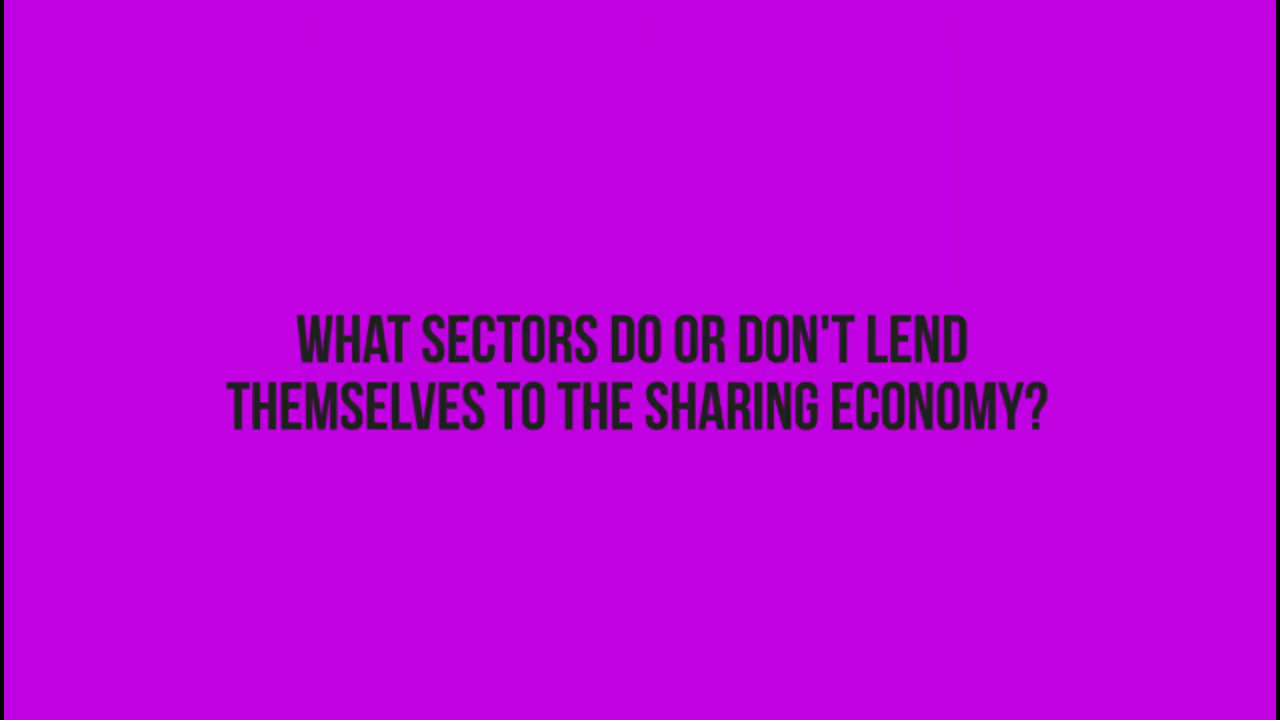 WHAT SECTORS DO OR DON'T LEND
THEMSELVES TO THE SHARING ECONOMY?